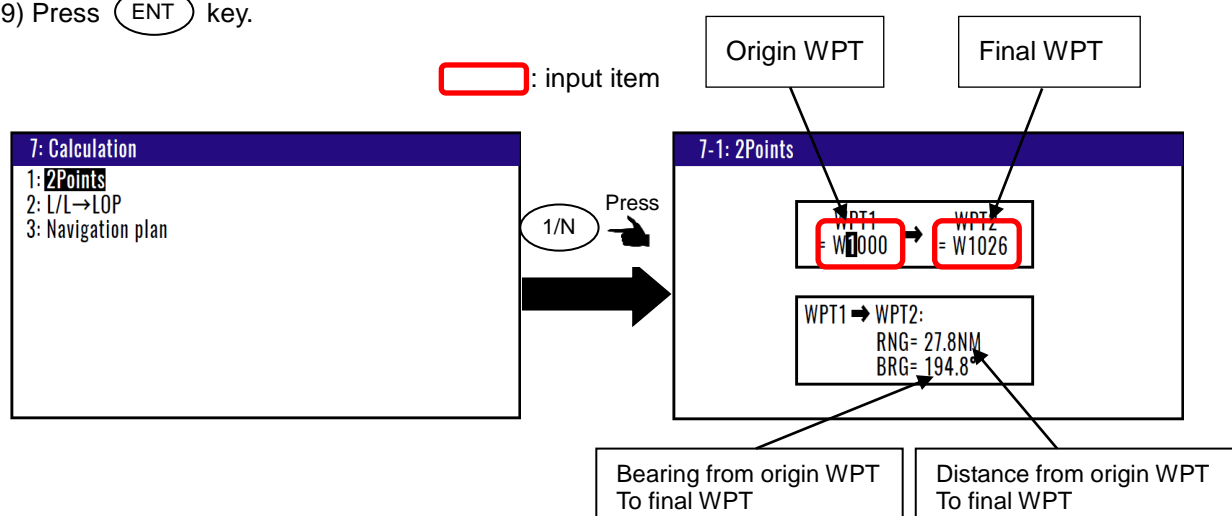 9) Press ENT key.
: input item
Origin WPT
Final WPT
7: Calculation
1: 2Points
2: L/L→LOP
3: Navigation plan
1/N
Press
7-1: 2Points
WPT1 ➡ WPT2
= W1000 = W1026
WPT1 ➡ WPT2:
RNG= 27.8NM
BRG= 194.8°
Bearing from origin WPT
To final WPT
Distance from origin WPT
To final WPT